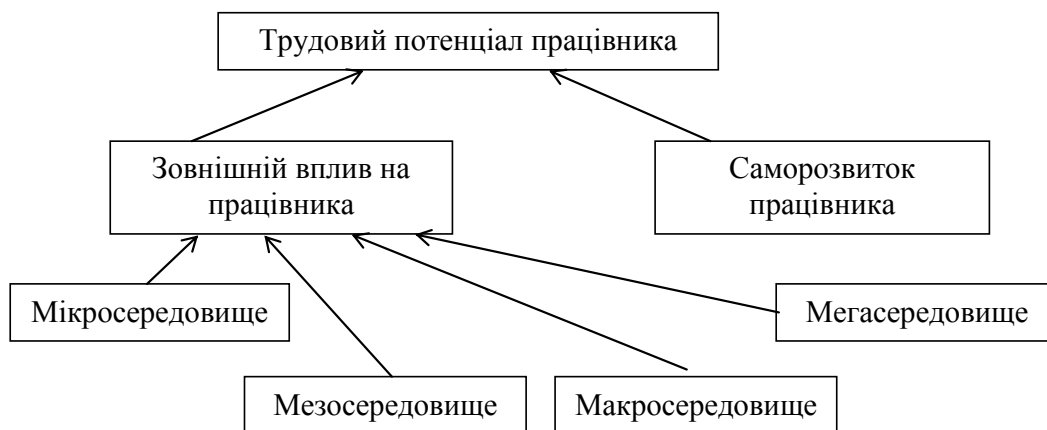 Трудовий потенціал працівника
Зовнішній вплив на
працівника
Саморозвиток
працівника
Мікросередовище
Мегасередовище
Мезосередовище
Макросередовище